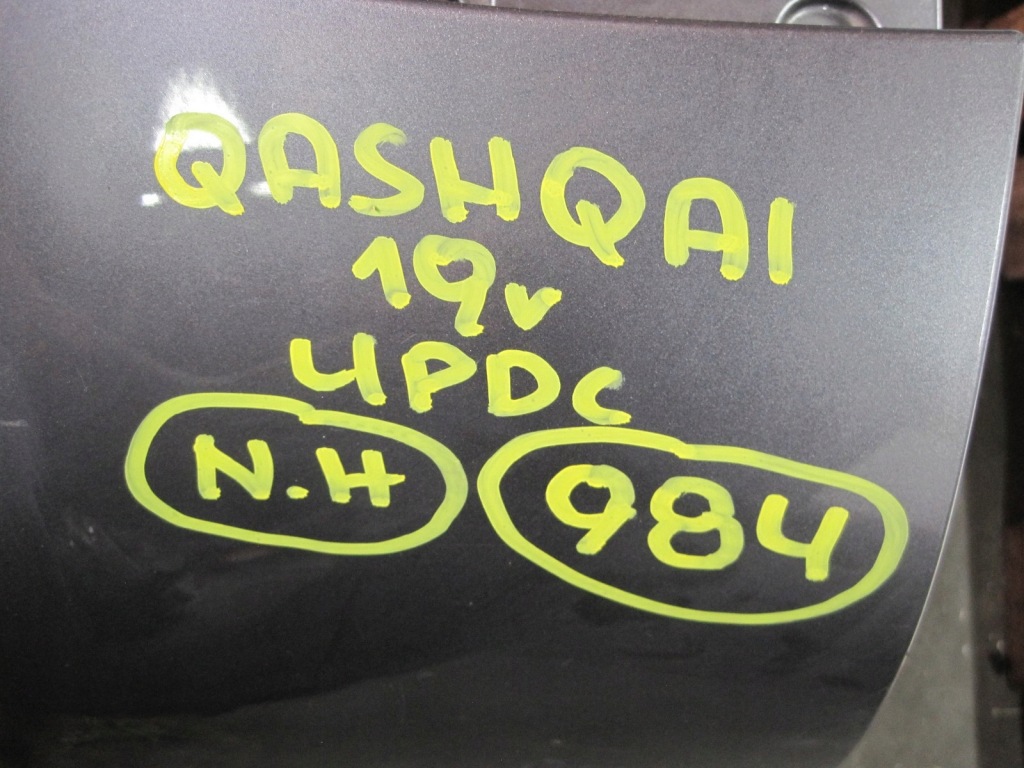 QASHQAI
19v
4PDC
N.H 984